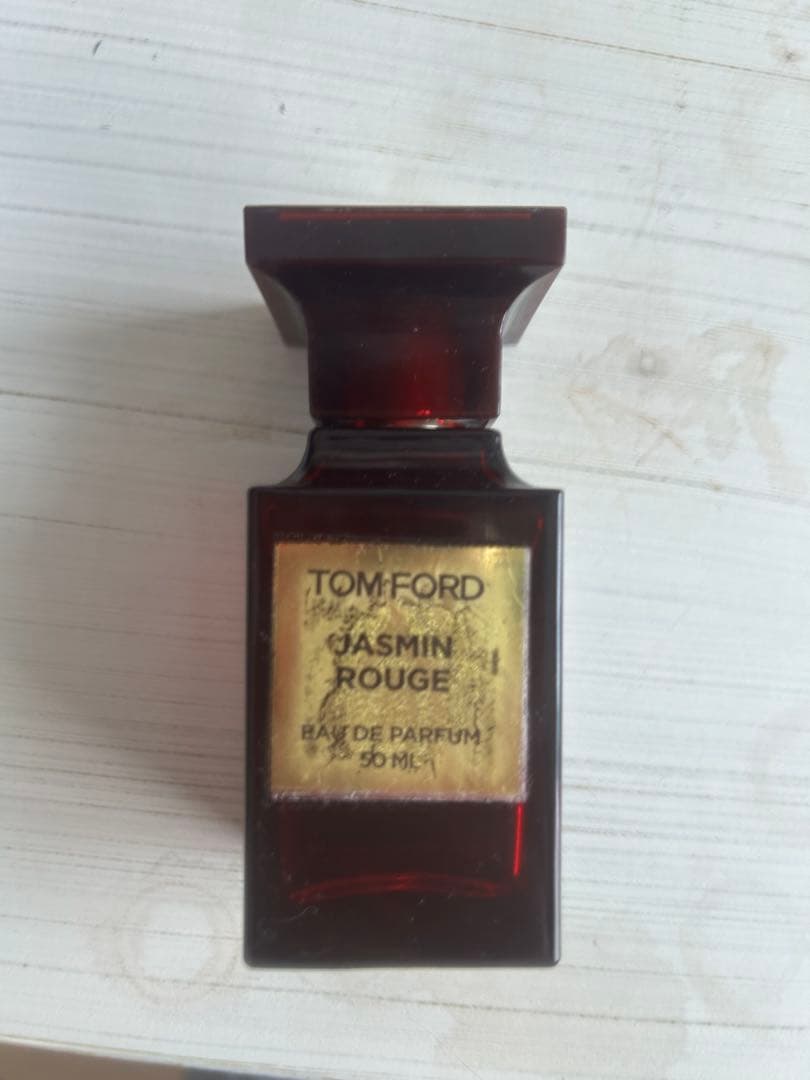 TOM FORD
JASMIN
ROUGE
EAU DE PARFUM
50 ML